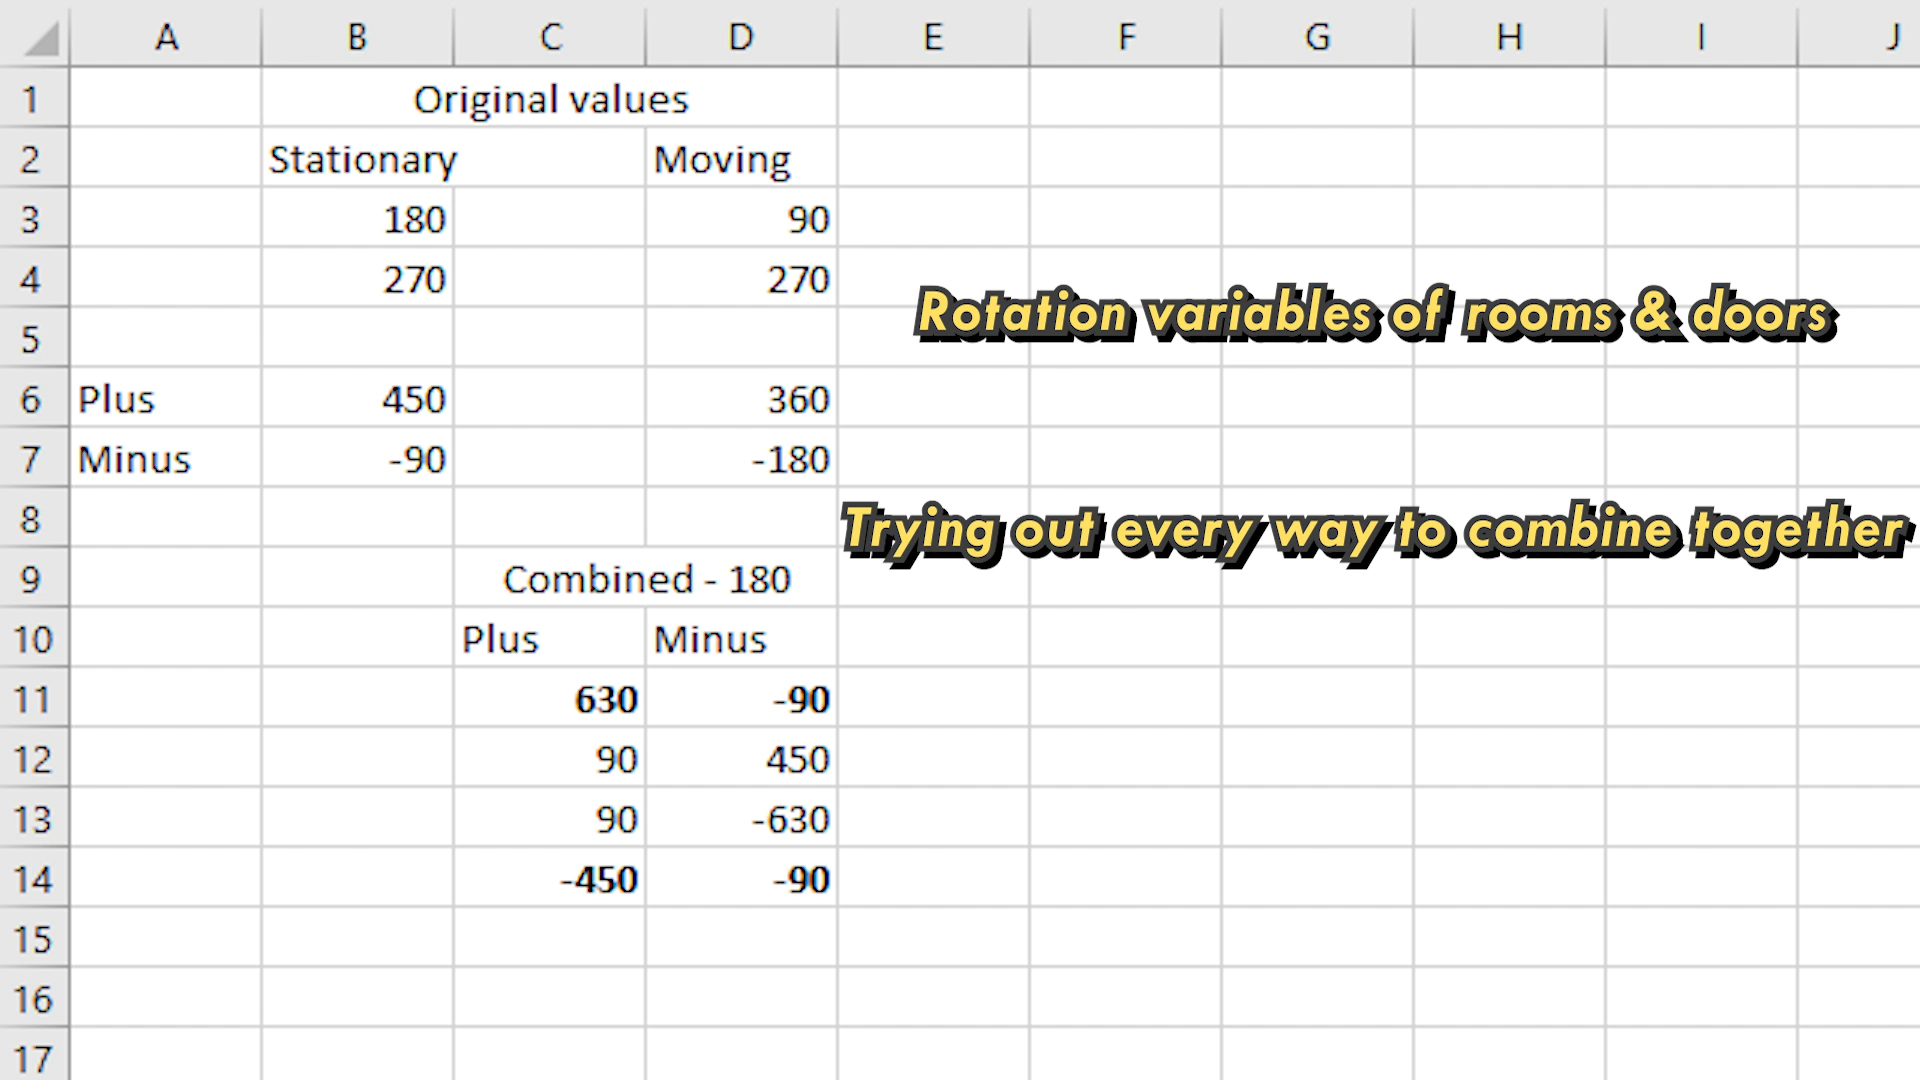 A B C D E F G H I J
1 Original values
2 Stationary Moving
3 180 90
4 270 270
Rotation variables of rooms & doors
5
6 Plus 450 360
7 Minus -90 -180
8
Trying out every way to combine together
9 Combined - 180
10 Plus Minus
11 630 -90
12 90 450
13 90 -630
14 -450 -90
15
16
17